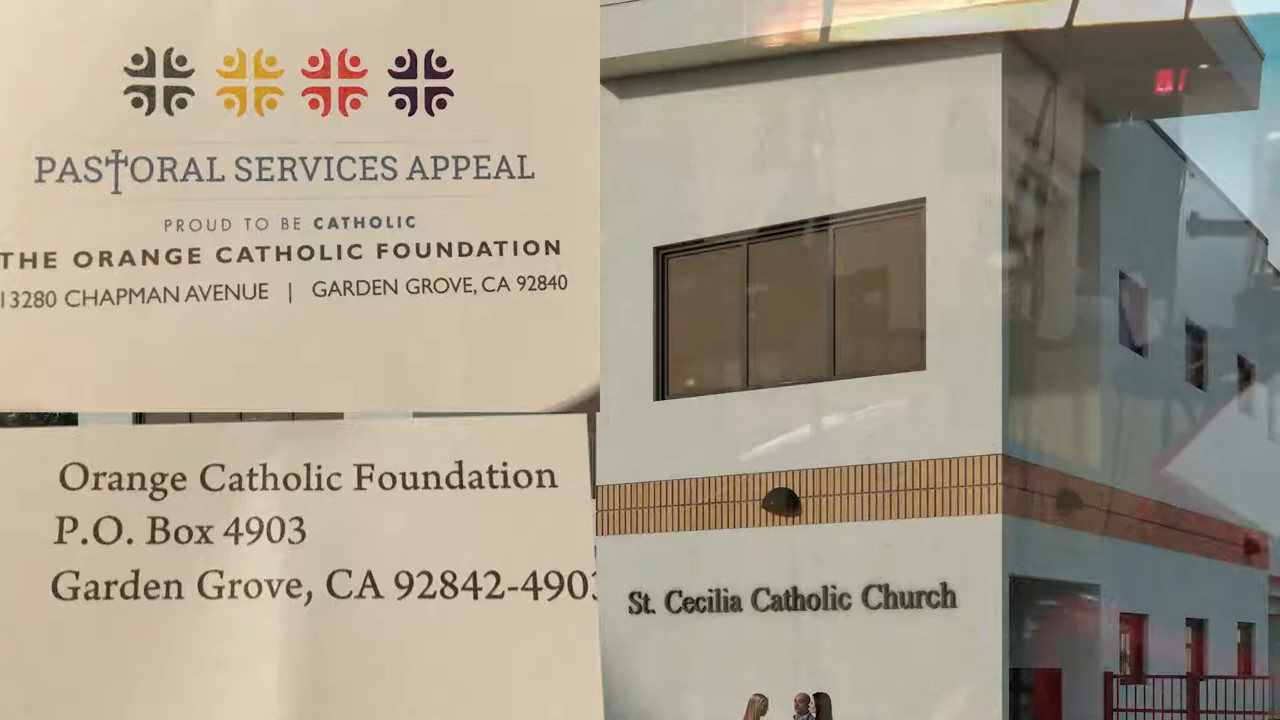 PASTORAL SERVICES APPEAL
PROUD TO BE CATHOLIC
THE ORANGE CATHOLIC FOUNDATION
13280 CHAPMAN AVENUE | GARDEN GROVE, CA 92840
Orange Catholic Foundation
P.O. Box 4903
Garden Grove, CA 92842-4903
St. Cecilia Catholic Church